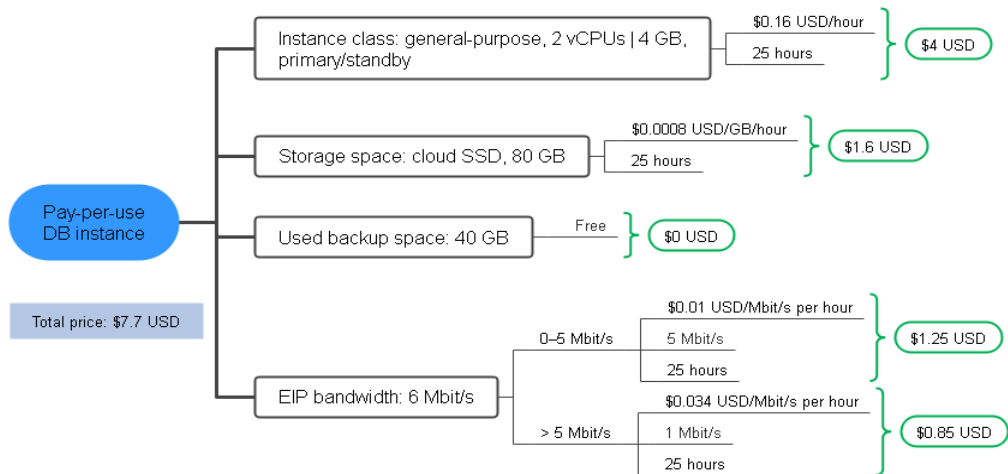 Pay-per-use
DB instance
Total price: $7.7 USD
Instance class: general-purpose, 2 vCPUs | 4 GB,
primary/standby
$0.16 USD/hour
25 hours
$4 USD
Storage space: cloud SSD, 80 GB
$0.0008 USD/GB/hour
25 hours
$1.6 USD
Used backup space: 40 GB
Free
$0 USD
EIP bandwidth: 6 Mbit/s
0–5 Mbit/s
$0.01 USD/Mbit/s per hour
5 Mbit/s
25 hours
$1.25 USD
> 5 Mbit/s
$0.034 USD/Mbit/s per hour
1 Mbit/s
25 hours
$0.85 USD